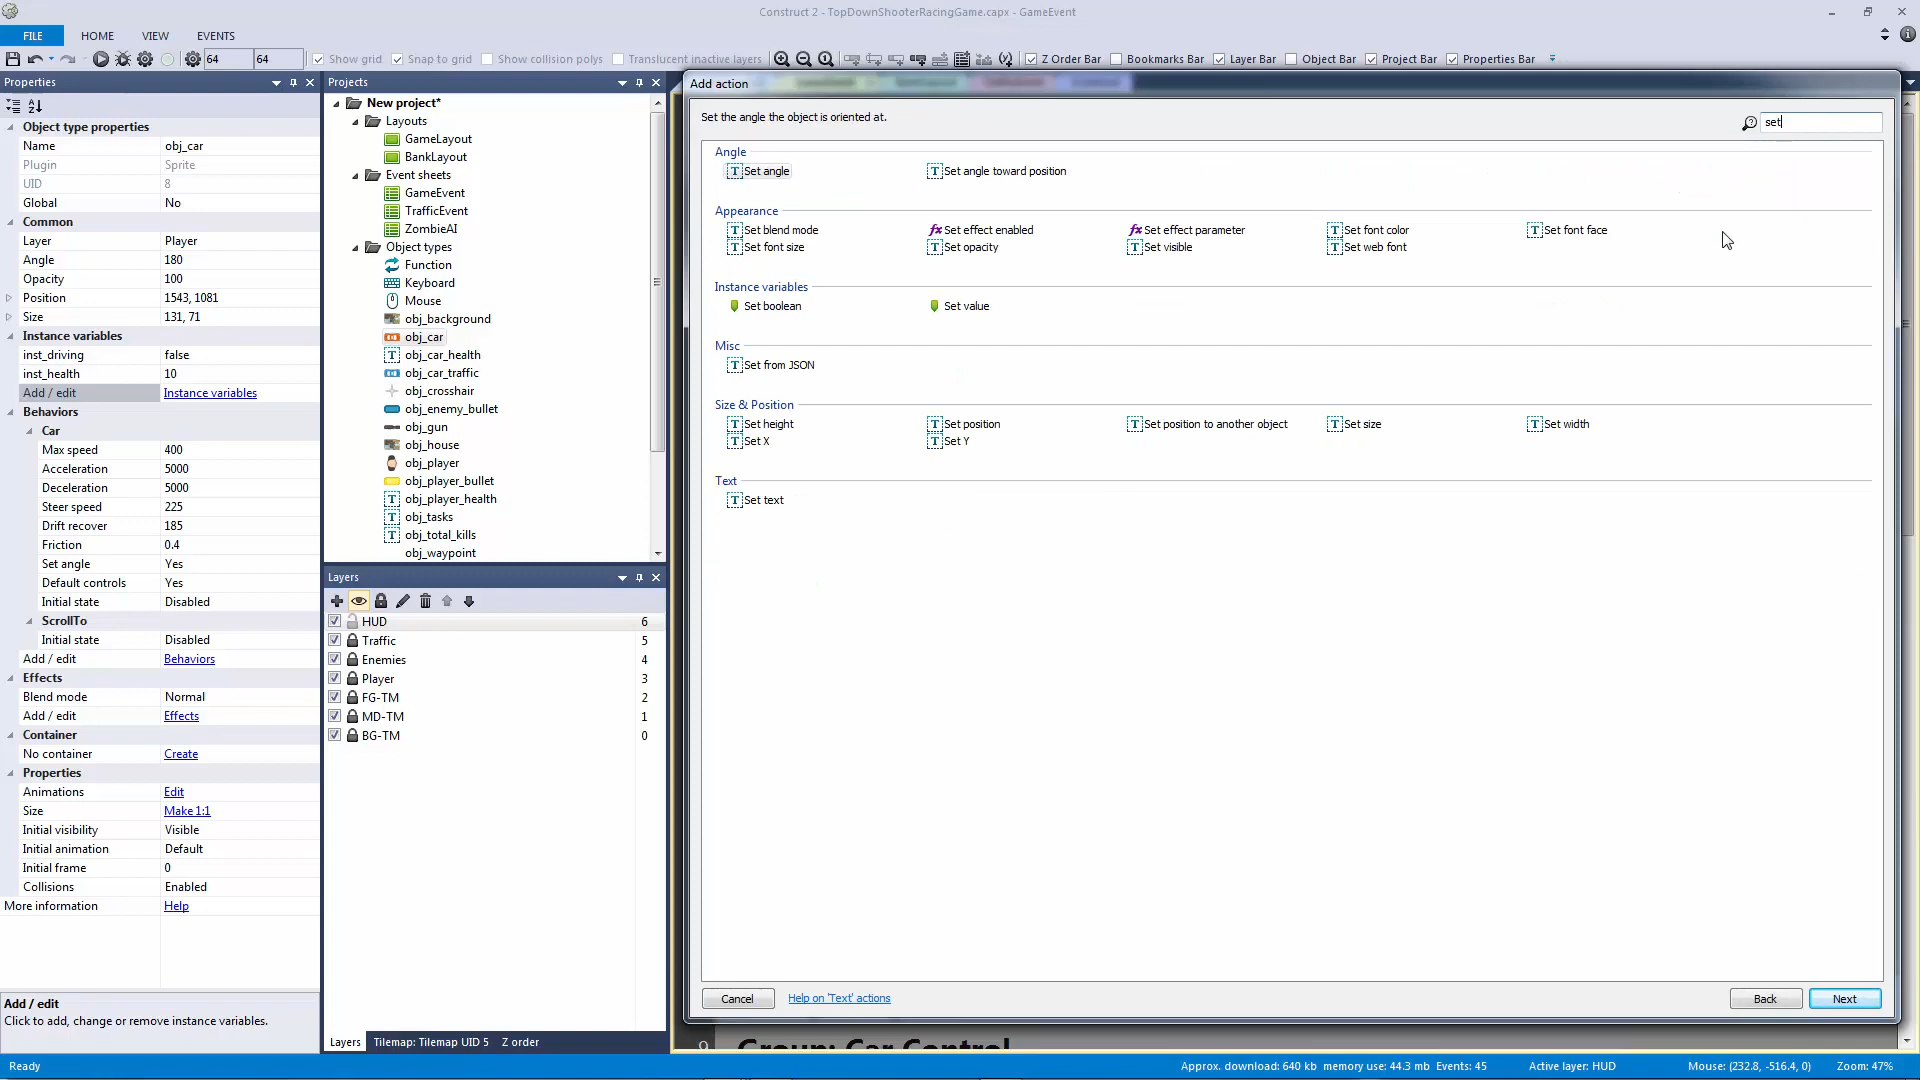 Construct 2 - TopDownShooterRacingGame.capx - GameEvent
FILE HOME VIEW EVENTS
64 64 Show grid Snap to grid Show collision polys Translucent inactive layers Z Order Bar Bookmarks Bar Layer Bar Object Bar Project Bar Properties Bar
Properties
Object type properties
Name obj_car
Plugin Sprite
UID 8
Global No
Common
Layer Player
Angle 180
Opacity 100
Position 1543, 1081
Size 131, 71
Instance variables
inst_driving false
inst_health 10
Add / edit Instance variables
Behaviors
Car
Max speed 400
Acceleration 5000
Deceleration 5000
Steer speed 225
Drift recover 185
Friction 0.4
Set angle Yes
Default controls Yes
Initial state Disabled
ScrollTo
Initial state Disabled
Add / edit Behaviors
Effects
Blend mode Normal
Add / edit Effects
Container
No container Create
Properties
Animations Edit
Size Make 1:1
Initial visibility Visible
Initial animation Default
Initial frame 0
Collisions Enabled
More information Help
Add / edit
Click to add, change or remove instance variables.
Projects
New project*
Layouts
GameLayout
BankLayout
Event sheets
GameEvent
TrafficEvent
ZombieAI
Object types
Function
Keyboard
Mouse
obj_background
obj_car
obj_car_health
obj_car_traffic
obj_crosshair
obj_enemy_bullet
obj_gun
obj_house
obj_player
obj_player_bullet
obj_player_health
obj_tasks
obj_total_kills
obj_waypoint
Layers
HUD 6
Traffic 5
Enemies 4
Player 3
FG-TM 2
MD-TM 1
BG-TM 0
Layers Tilemap: Tilemap UID 5 Z order
Add action
Set the angle the object is oriented at.
set
Angle
Set angle Set angle toward position
Appearance
Set blend mode Set effect enabled Set effect parameter Set font color Set font face
Set font size Set opacity Set visible Set web font
Instance variables
Set boolean Set value
Misc
Set from JSON
Size & Position
Set height Set position Set position to another object Set size Set width
Set X Set Y
Text
Set text
Cancel Help on 'Text' actions Back Next
Group: Car Control
Ready Approx. download: 640 kb memory use: 44.3 mb Events: 45 Active layer: HUD Mouse: (232.8, -516.4, 0) Zoom: 47%